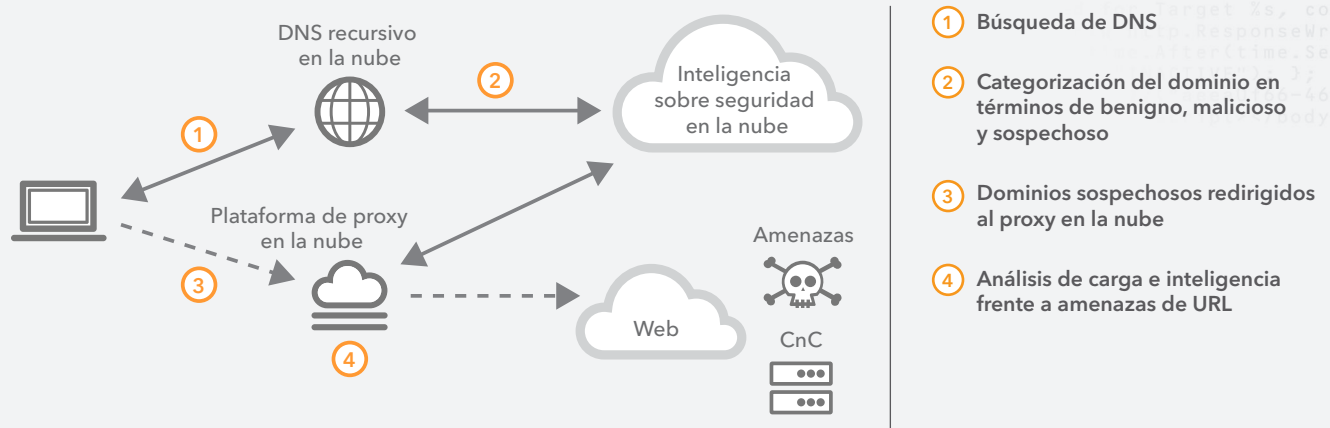 DNS recursivo
en la nube
1
2
Inteligencia
sobre seguridad
en la nube
Plataforma de proxy
en la nube
3
4
Web
Amenazas
CnC
1 Búsqueda de DNS
2 Categorización del dominio en
términos de benigno, malicioso
y sospechoso
3 Dominios sospechosos redirigidos
al proxy en la nube
4 Análisis de carga e inteligencia
frente a amenazas de URL